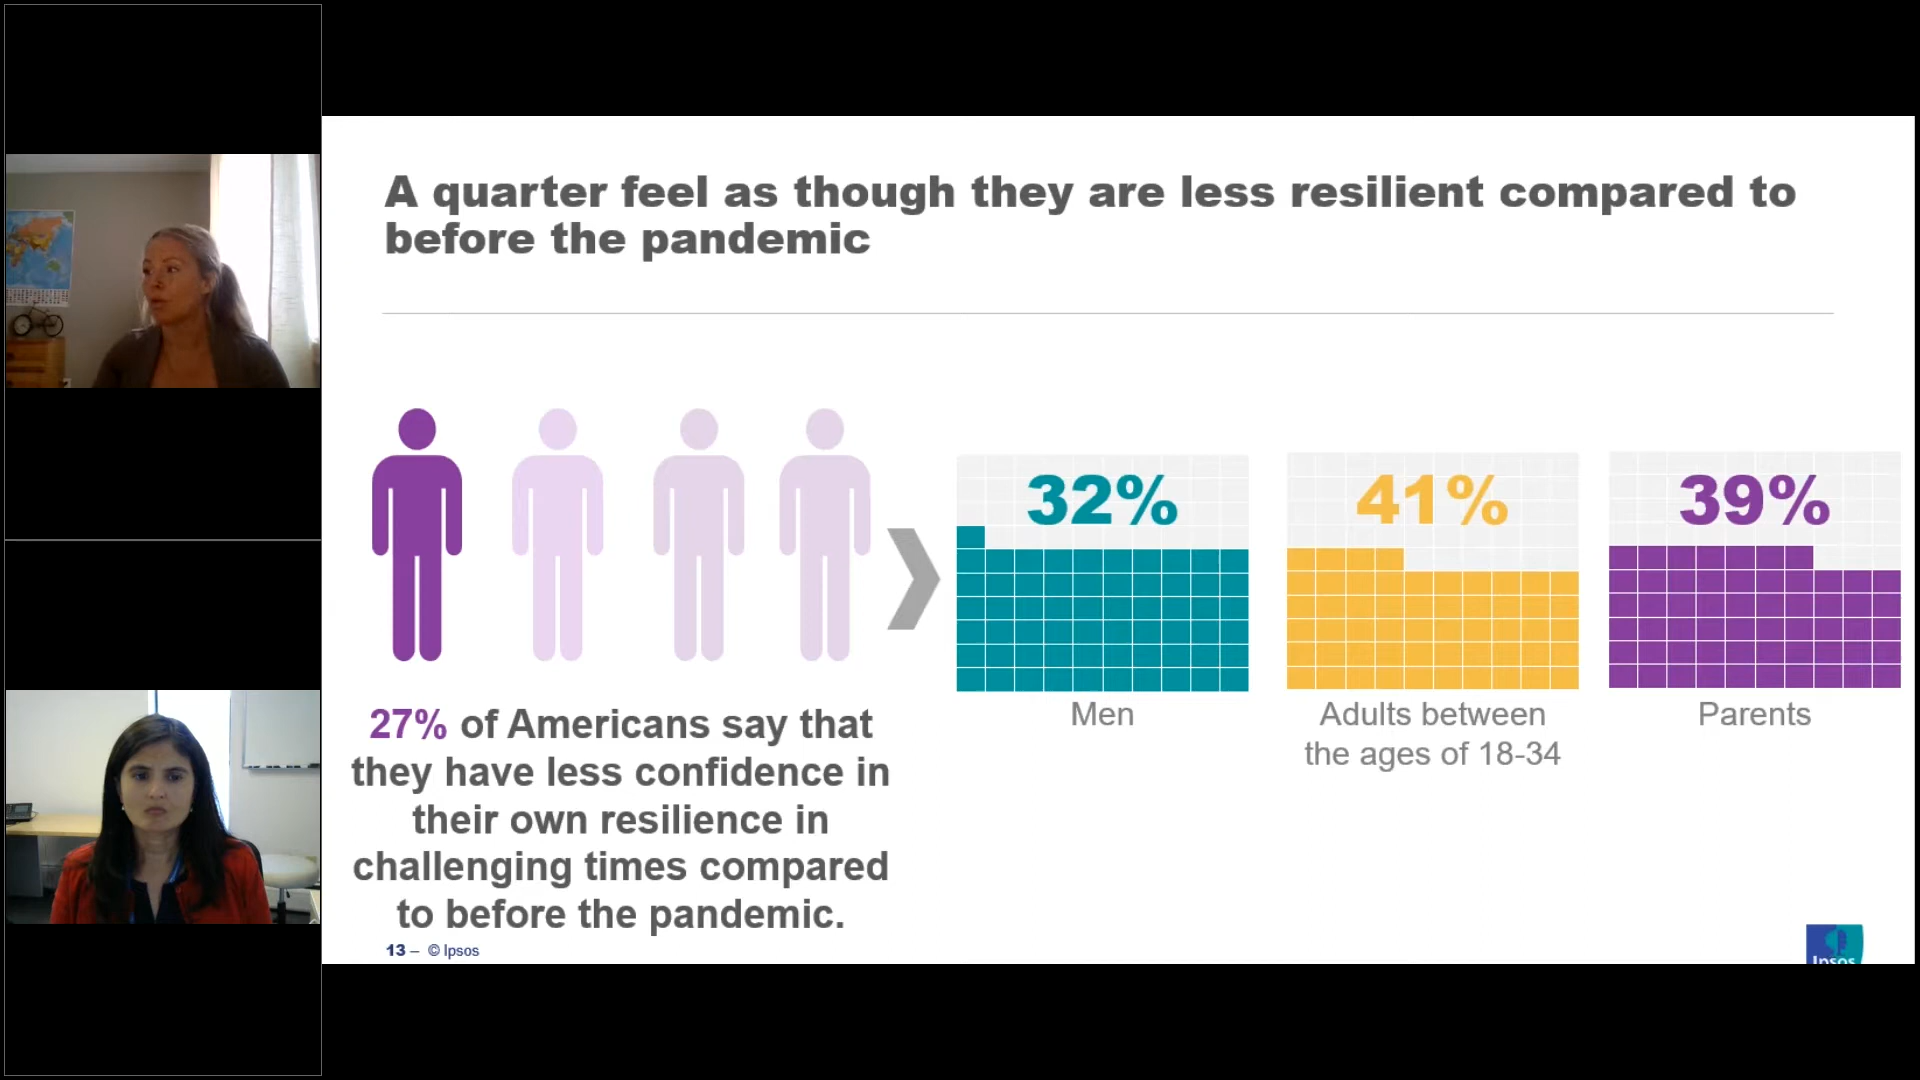 A quarter feel as though they are less resilient compared to
before the pandemic
32%
41%
39%
Men
Adults between
the ages of 18-34
Parents
27% of Americans say that
they have less confidence in
their own resilience in
challenging times compared
to before the pandemic.
13 – © Ipsos
Ipsos